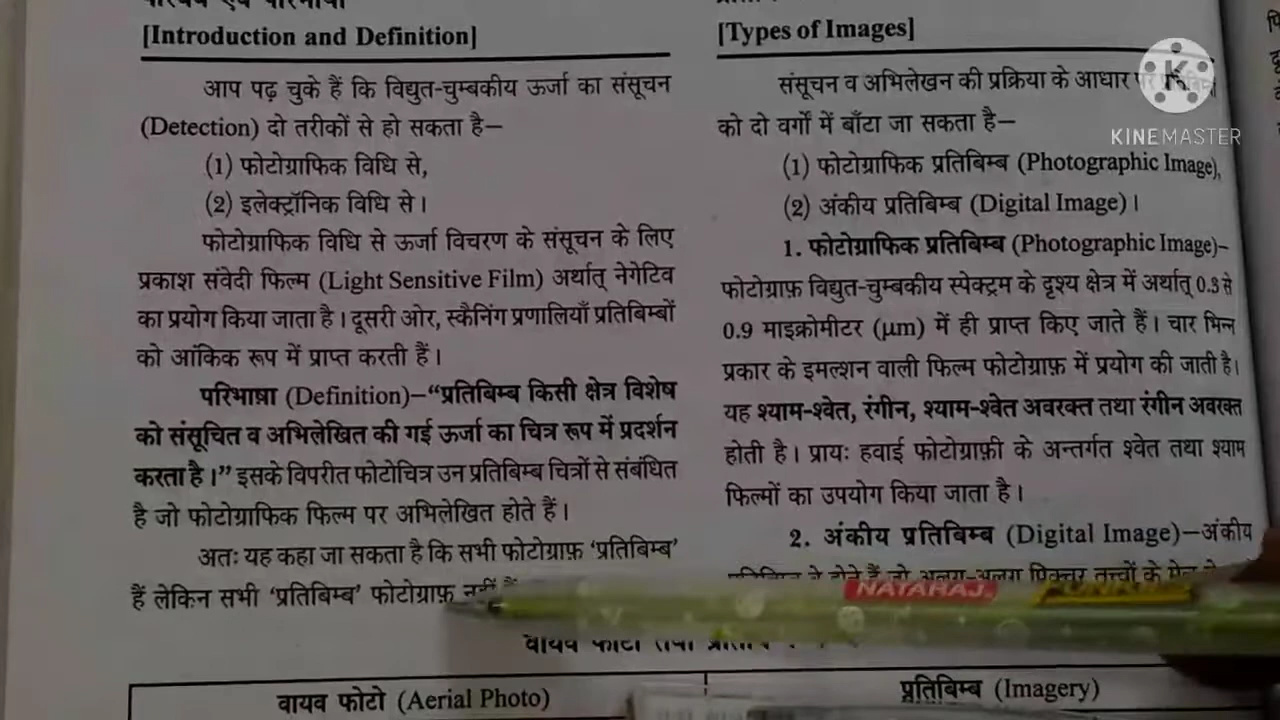 [Introduction and Definition]
आप पढ़ चुके हैं कि विद्युत-चुम्बकीय ऊर्जा का संसूचन
(Detection) दो तरीकों से हो सकता है—
(1) फोटोग्राफिक विधि से,
(2) इलेक्ट्रॉनिक विधि से।
फोटोग्राफिक विधि से ऊर्जा विचरण के संसूचन के लिए
प्रकाश संवेदी फिल्म (Light Sensitive Film) अर्थात् नेगेटिव
का प्रयोग किया जाता है। दूसरी ओर, स्कैनिंग प्रणालियाँ प्रतिबिम्बों
को आंकिक रूप में प्राप्त करती हैं।
परिभाषा (Definition)—“प्रतिबिम्ब किसी क्षेत्र विशेष
को संसूचित व अभिलेखित की गई ऊर्जा का चित्र रूप में प्रदर्शन
करता है।” इसके विपरीत फोटोचित्र उन प्रतिबिम्ब चित्रों से संबंधित
है जो फोटोग्राफिक फिल्म पर अभिलेखित होते हैं।
अतः यह कहा जा सकता है कि सभी फोटोग्राफ़ ‘प्रतिबिम्ब’
हैं लेकिन सभी ‘प्रतिबिम्ब’ फोटोग्राफ़ नहीं
[Types of Images]
संसूचन व अभिलेखन की प्रक्रिया के आधार पर
को दो वर्गों में बाँटा जा सकता है—
(1) फोटोग्राफिक प्रतिबिम्ब (Photographic Image),
(2) अंकीय प्रतिबिम्ब (Digital Image)।
1. फोटोग्राफिक प्रतिबिम्ब (Photographic Image)–
फोटोग्राफ़ विद्युत-चुम्बकीय स्पेक्ट्रम के दृश्य क्षेत्र में अर्थात् 0.3 से
0.9 माइक्रोमीटर (μm) में ही प्राप्त किए जाते हैं। चार भिन्न
प्रकार के इमल्शन वाली फिल्म फोटोग्राफ़ में प्रयोग की जाती है।
यह श्याम-श्वेत, रंगीन, श्याम-श्वेत अवरक्त तथा रंगीन अवरक्त
होती है। प्रायः हवाई फोटोग्राफ़ी के अन्तर्गत श्वेत तथा श्याम
फिल्मों का उपयोग किया जाता है।
2. अंकीय प्रतिबिम्ब (Digital Image)—अंकीय
वायव फोटो (Aerial Photo)
प्रतिबिम्ब (Imagery)
NATARAJ
K
KINEMASTER